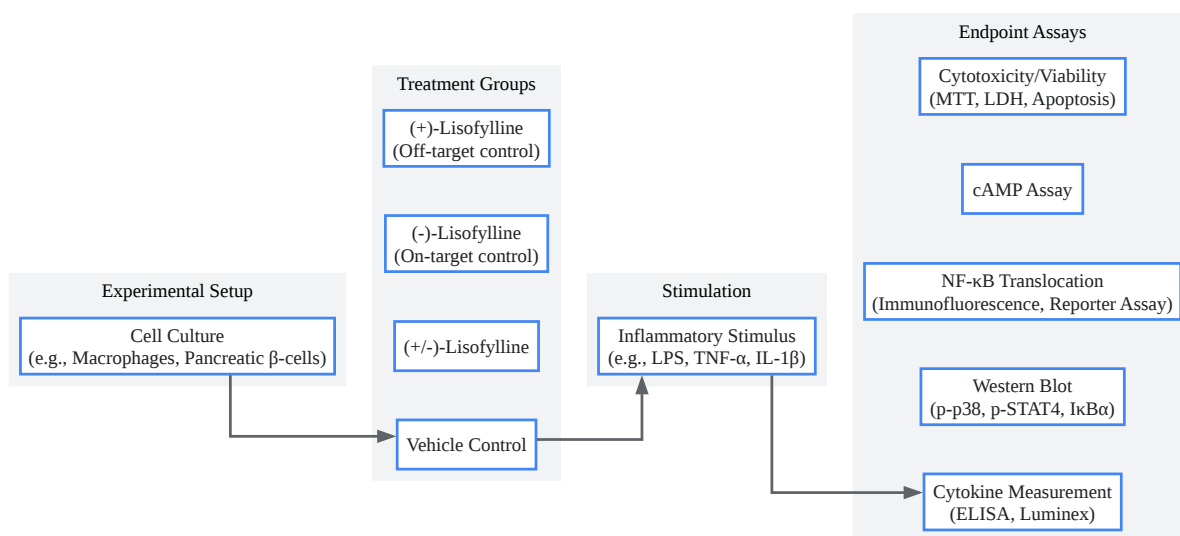 Experimental Setup
Cell Culture
(e.g., Macrophages, Pancreatic β-cells)
Treatment Groups
(+)-Lisofylline
(Off-target control)
(-)-Lisofylline
(On-target control)
(+/-)-Lisofylline
Vehicle Control
Stimulation
Inflammatory Stimulus
(e.g., LPS, TNF-α, IL-1β)
Endpoint Assays
Cytotoxicity/Viability
(MTT, LDH, Apoptosis)
cAMP Assay
NF-κB Translocation
(Immunofluorescence, Reporter Assay)
Western Blot
(p-p38, p-STAT4, IκBα)
Cytokine Measurement
(ELISA, Luminex)